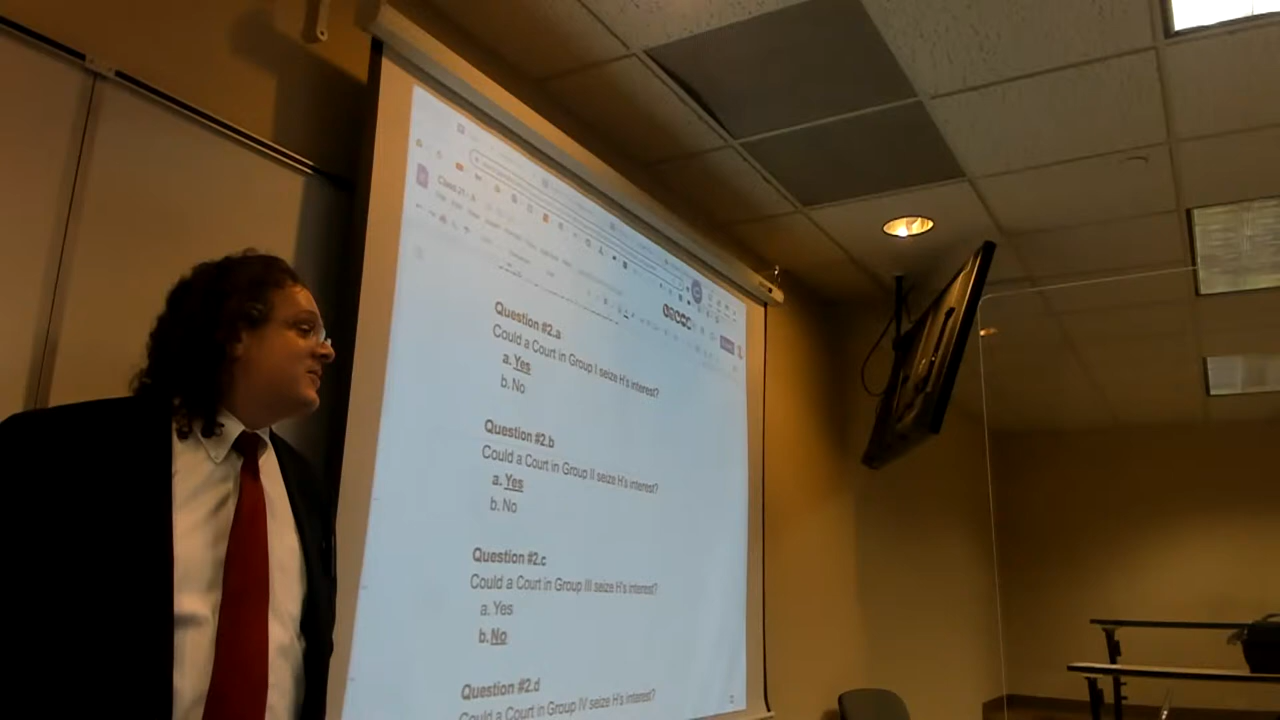 Question #2.a
Could a Court in Group I seize H's interest?
a. Yes
b. No
Question #2.b
Could a Court in Group II seize H's interest?
a. Yes
b. No
Question #2.c
Could a Court in Group III seize H's interest?
a. Yes
b. No
Question #2.d
Could a Court in Group IV seize H's interest?